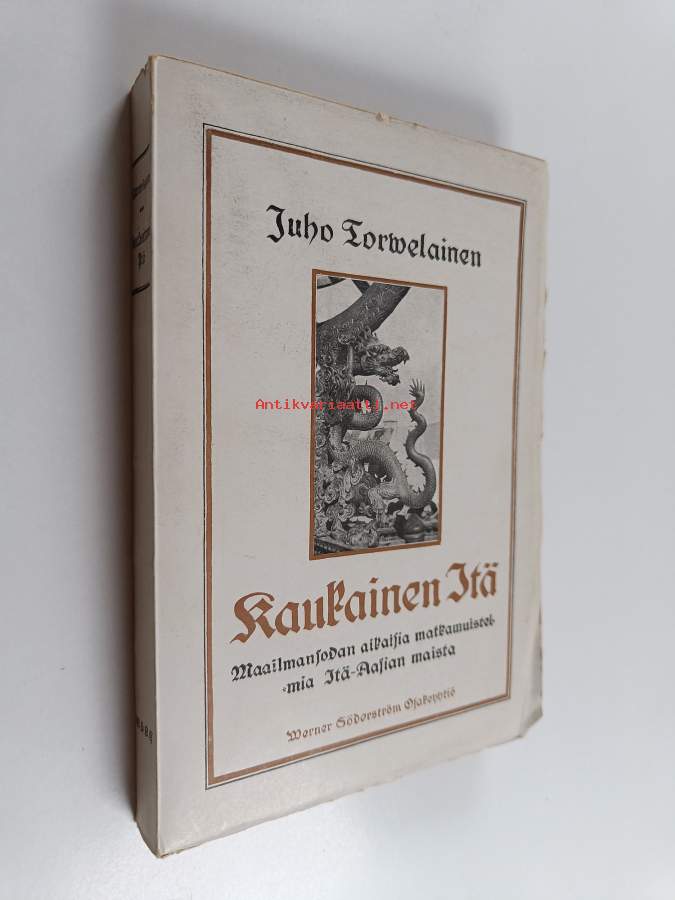 Juho Torwelainen
Antikvariaatti.net
Kaukainen Itä
Maailmansodan aikaisia matkamuistel-
-mia Itä-Aasian maista
Werner Söderström Osakeyhtiö